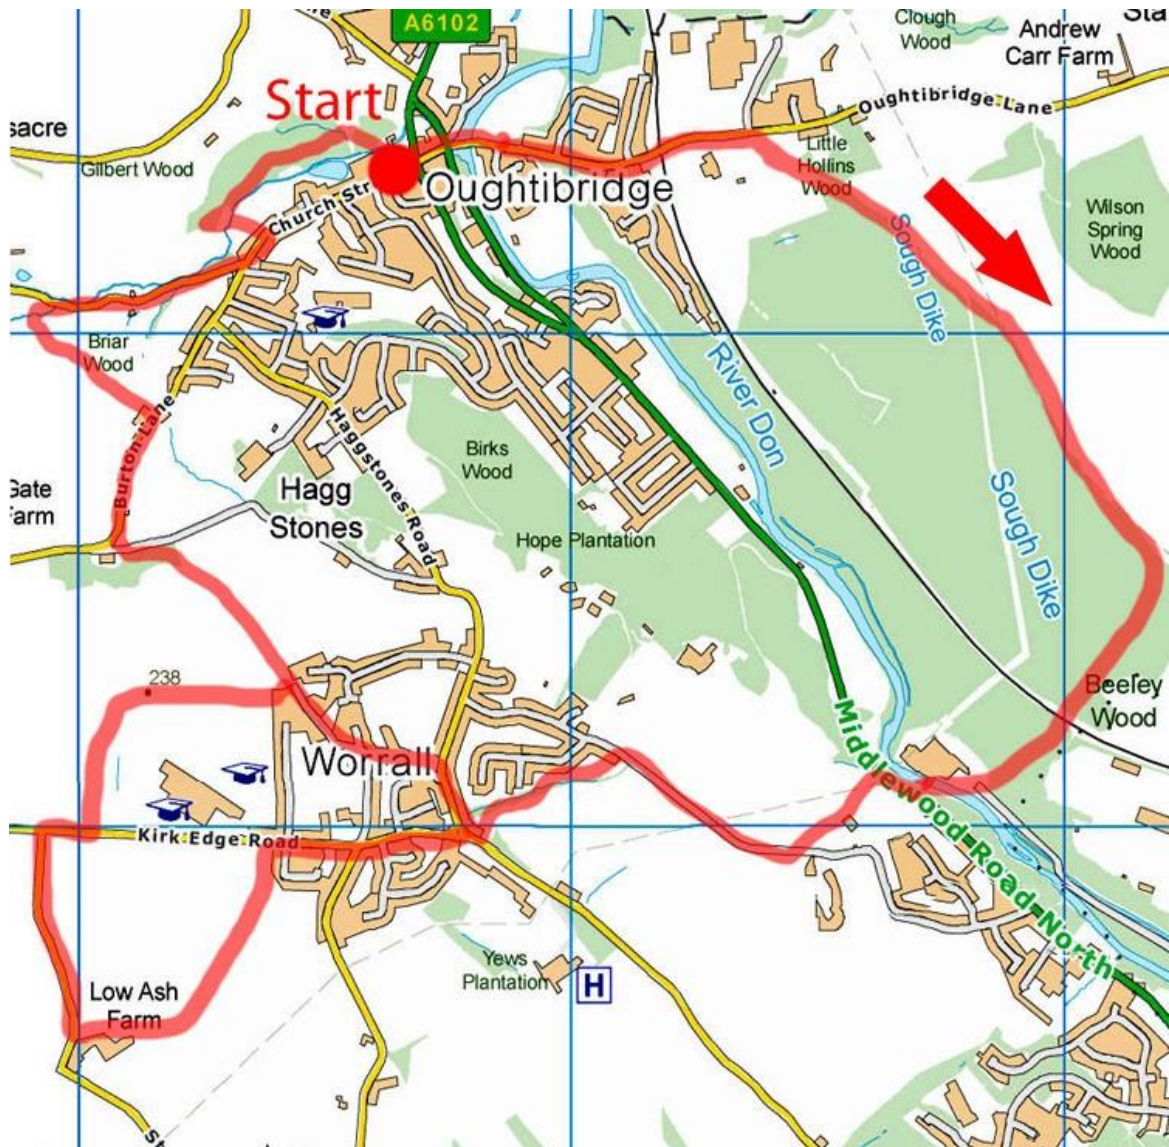 A6102
Clough
Wood
Andrew
Carr Farm
Sta
Start
Oughtibridge Lane
sacre
Gilbert Wood
Little
Hollins
Wood
Church Str
Oughtibridge
Wilson
Spring
Wood
Sough Dike
Briar
Wood
River Don
Burton Lane
Haggstones Road
Birks
Wood
Gate
Farm
Hagg
Stones
Sough Dike
Hope Plantation
238
Beeley
Wood
Middlewood Road North
Worrall
Kirk Edge Road
Yews
Plantation
H
Low Ash
Farm
St